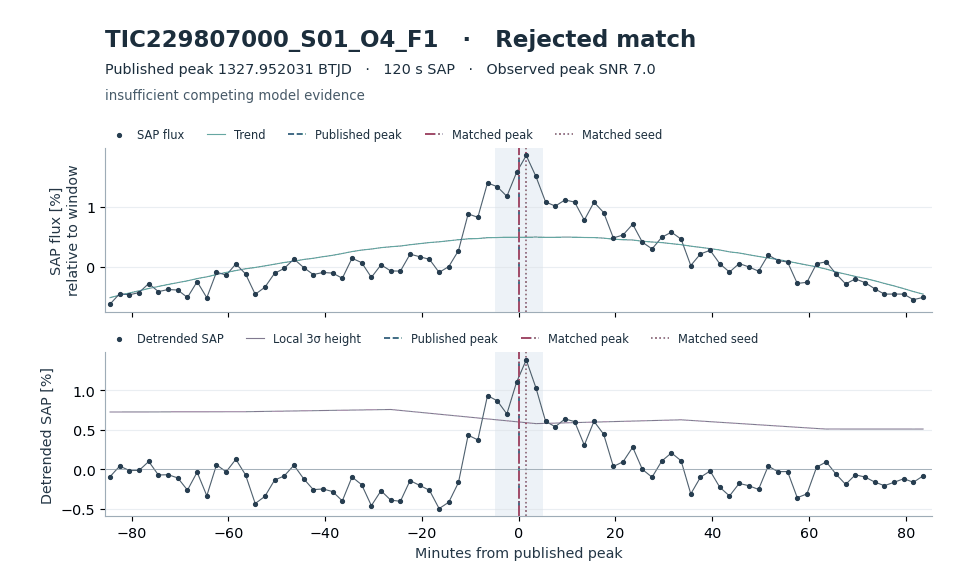 TIC229807000_S01_O4_F1 · Rejected match
Published peak 1327.952031 BTJD · 120 s SAP · Observed peak SNR 7.0
insufficient competing model evidence
SAP flux Trend Published peak Matched peak Matched seed
SAP flux [%]
relative to window
1
0
Detrended SAP Local 3σ height Published peak Matched peak Matched seed
Detrended SAP [%]
1.0
0.5
0.0
−0.5
−80 −60 −40 −20 0 20 40 60 80
Minutes from published peak